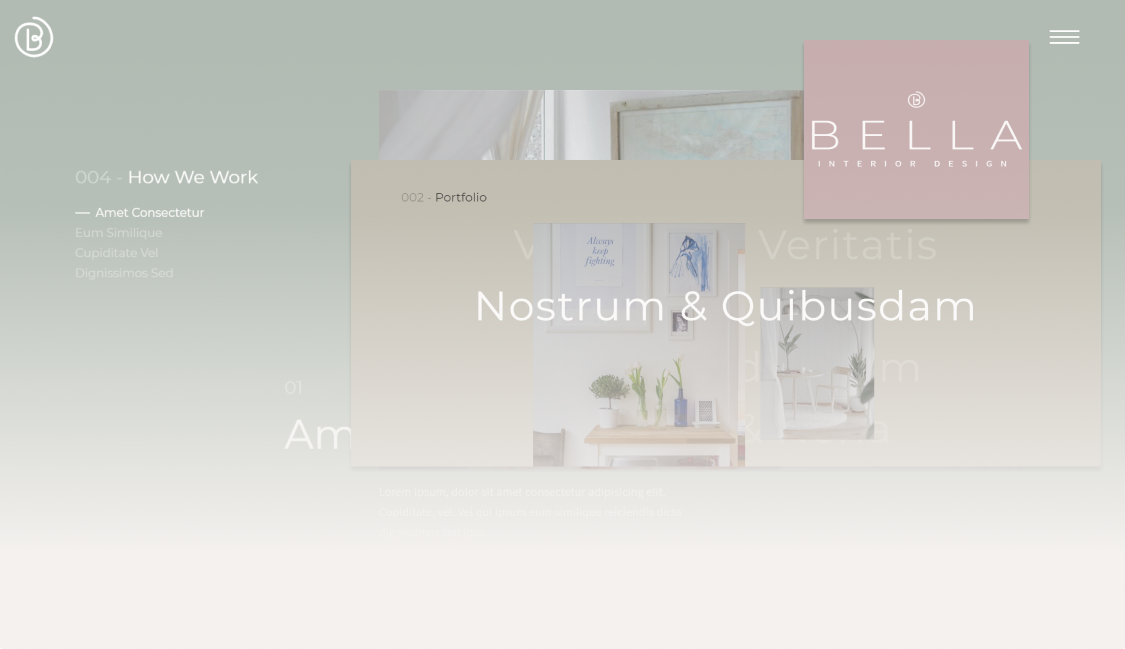 BELLA
INTERIOR DESIGN
004 - How We Work
Amet Consectetur
Eum Similique
Cupiditate Vel
Dignissimos Sed
002 - Portfolio
Always
keep
fighting
Veritatis
Nostrum & Quibusdam
01
Am
Lorem ipsum, dolor sit amet consectetur adipisicing elit.